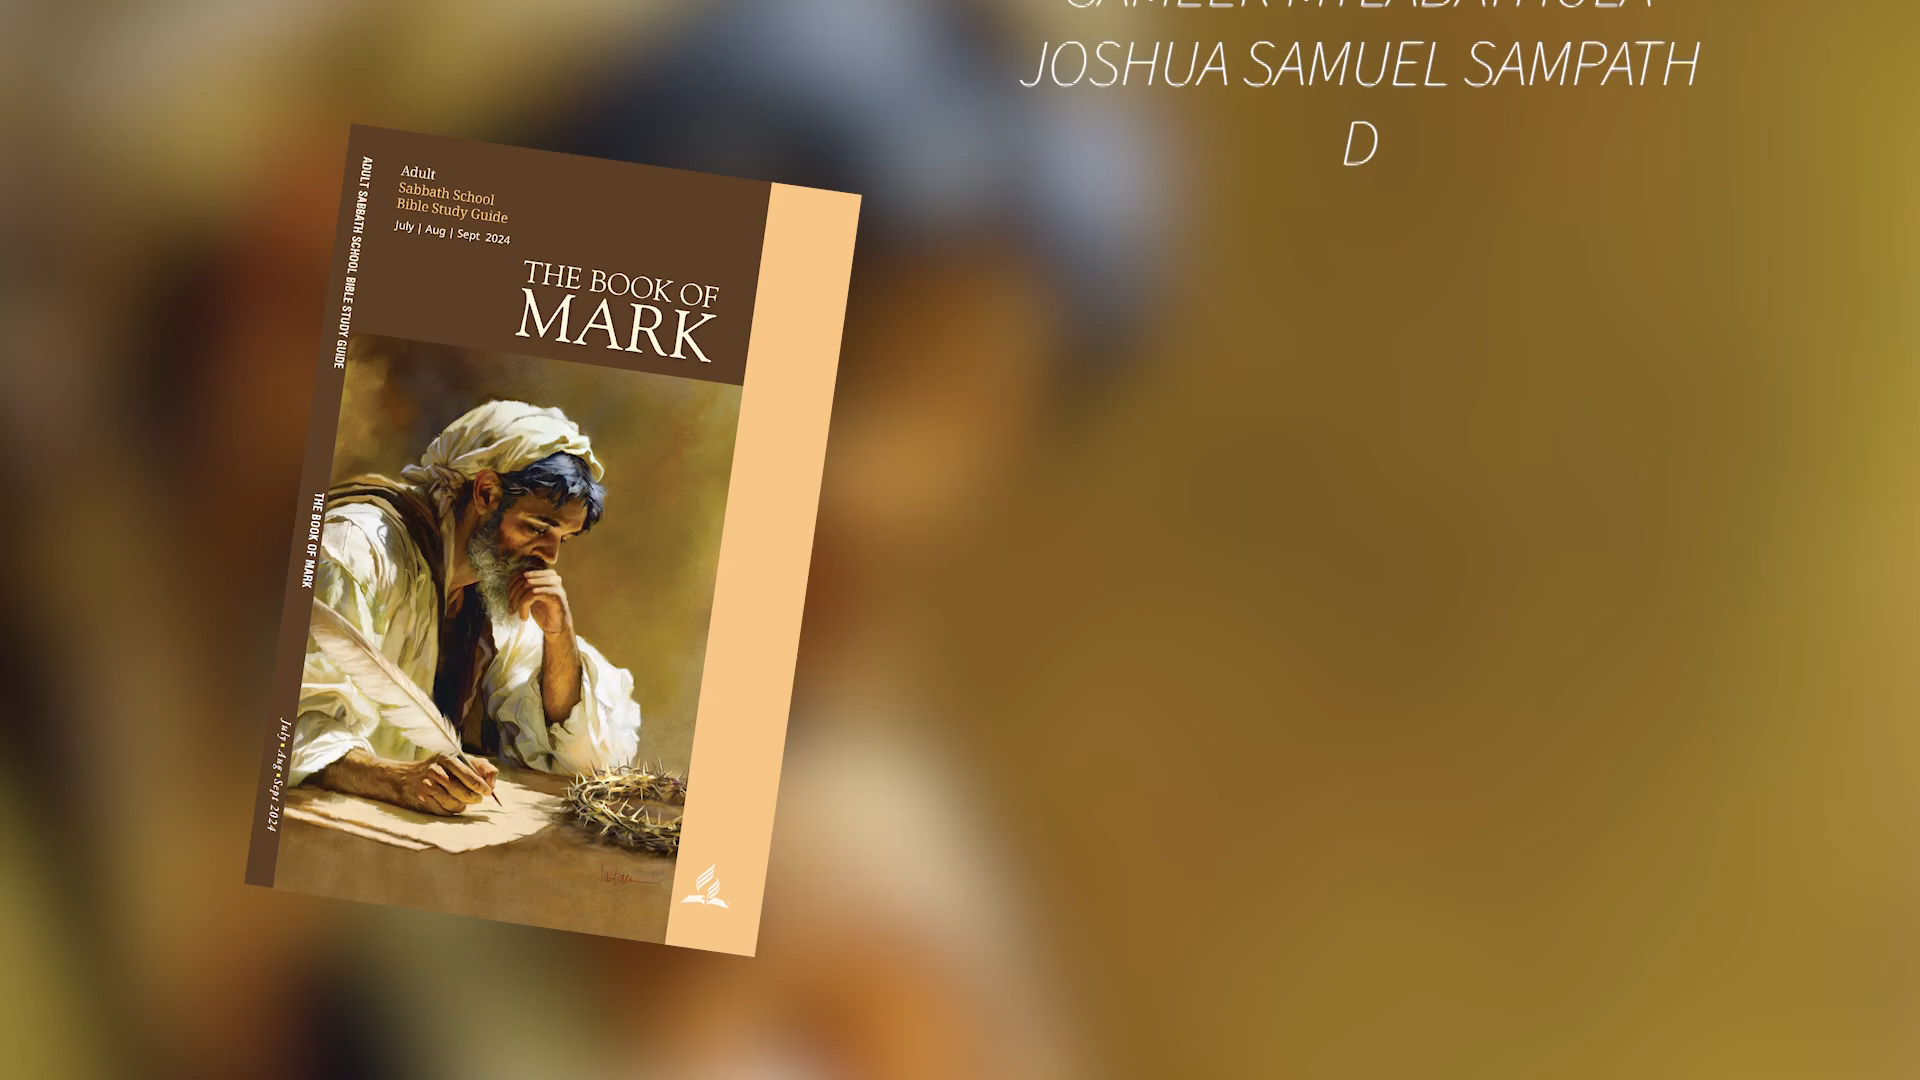 JOSHUA SAMUEL SAMPATH
D
Adult
Sabbath School
Bible Study Guide
July | Aug | Sept 2024
THE BOOK OF
MARK
ADULT SABBATH SCHOOL BIBLE STUDY GUIDE
THE BOOK OF MARK
July • Aug • Sept 2024